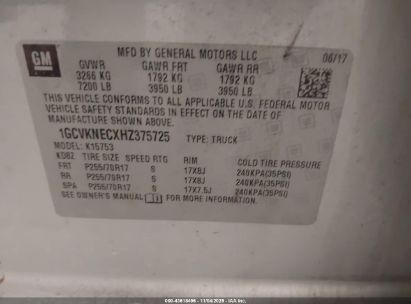 GM
MFD BY GENERAL MOTORS LLC 06/17
GVWR GAWR FRT GAWR RR
3266 KG 1792 KG 1792 KG
7200 LB 3950 LB 3950 LB
THIS VEHICLE CONFORMS TO ALL APPLICABLE U.S. FEDERAL MOTOR
VEHICLE SAFETY STANDARDS IN EFFECT ON THE DATE OF
MANUFACTURE SHOWN ABOVE.
1GCVKNECXHZ375725 TYPE: TRUCK
MODEL: K15753
TIRE SIZE SPEED RTG RIM COLD TIRE PRESSURE
FRT P255/70R17 S 17X8J 240KPA(35PSI)
RR P255/70R17 S 17X8J 240KPA(35PSI)
SPA P255/70R17 S 17X7.5J 240KPA(35PSI)
SEE OWNER'S MANUAL FOR MORE INFORMATION.